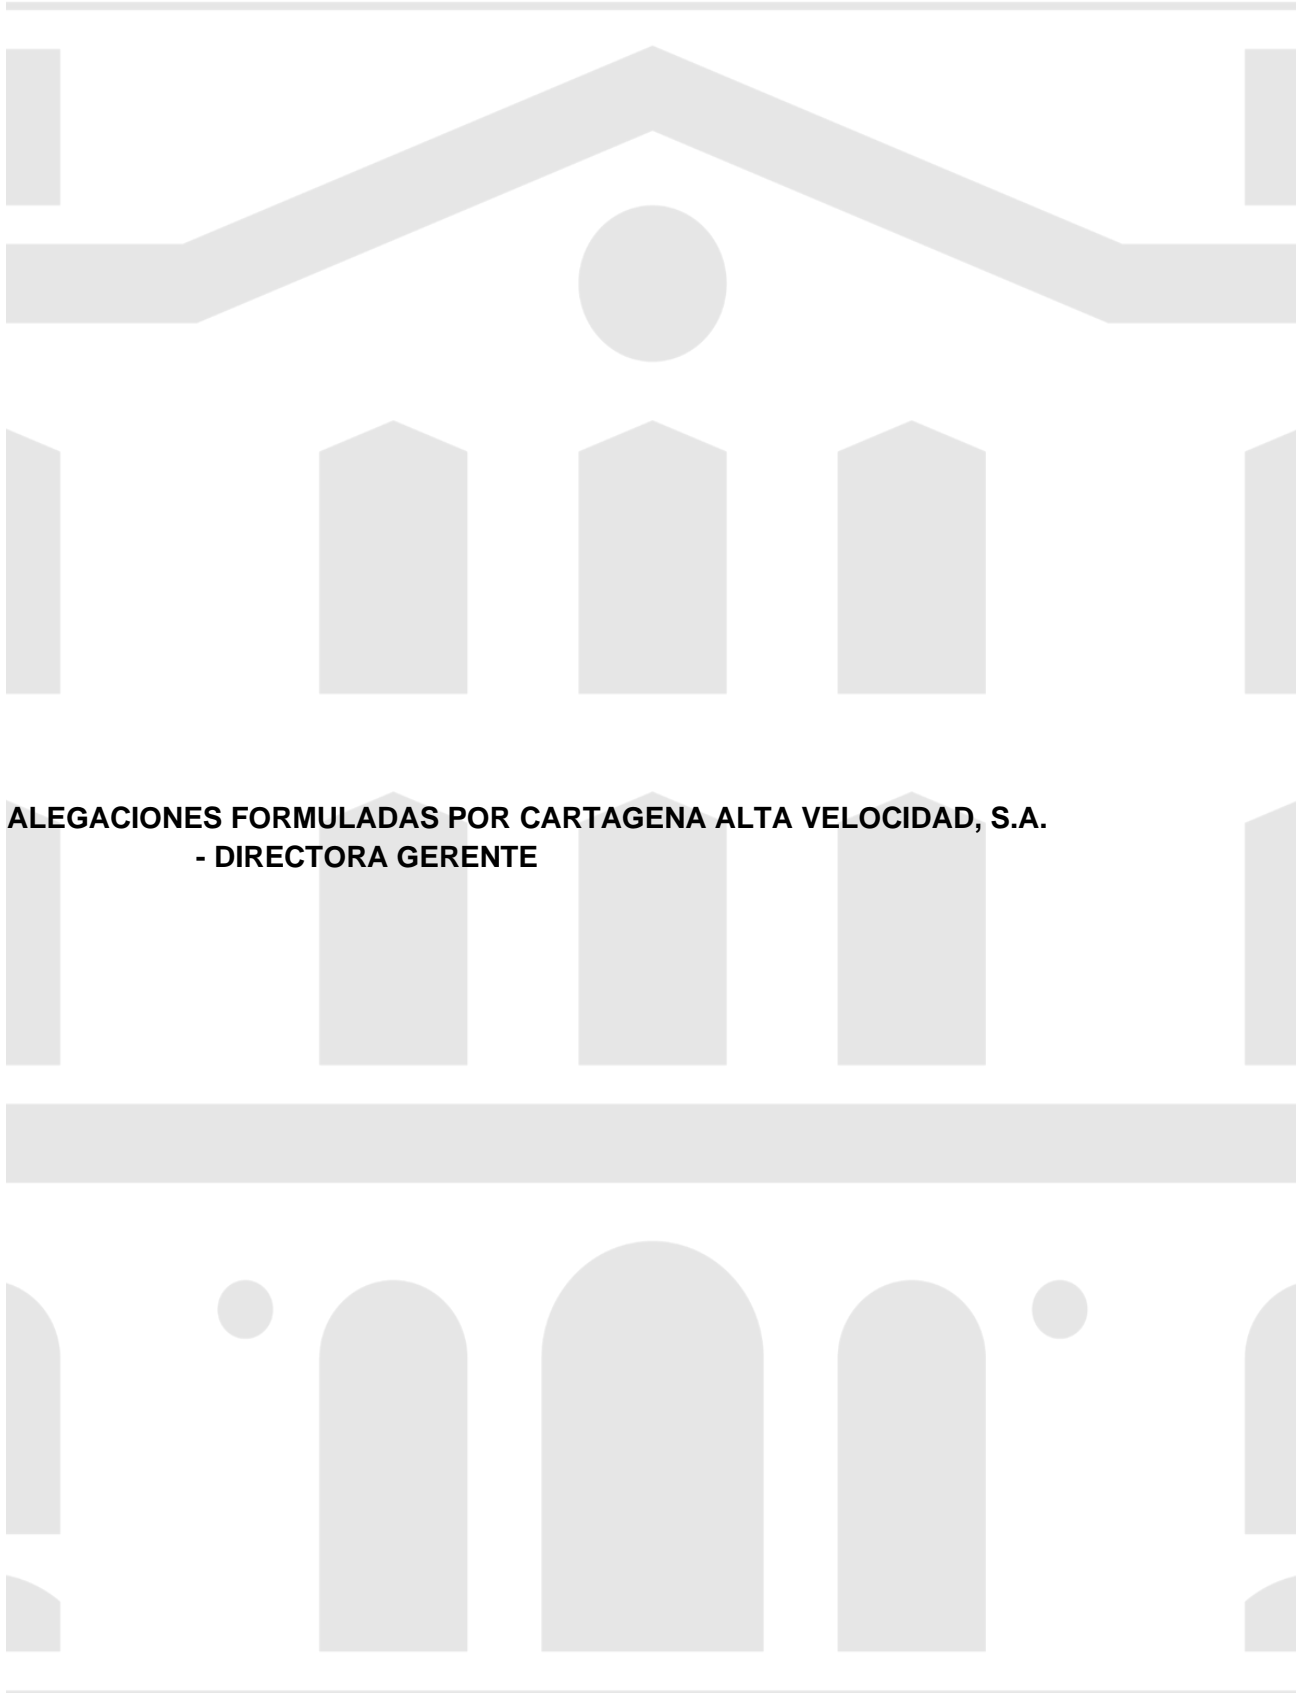 ALEGACIONES FORMULADAS POR CARTAGENA ALTA VELOCIDAD, S.A.
- DIRECTORA GERENTE